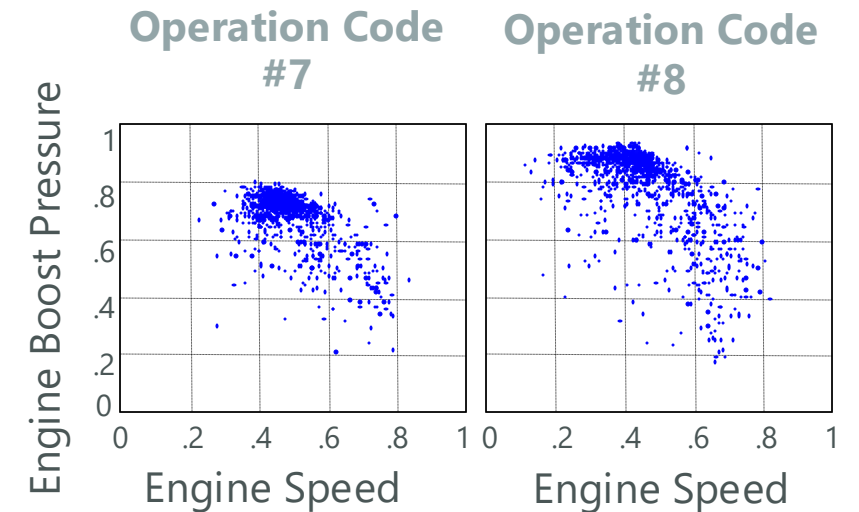 Operation Code
#7
Operation Code
#8
Engine Boost Pressure
1
.8
.6
.4
.2
0
0 .2 .4 .6 .8 1
0 .2 .4 .6 .8 1
Engine Speed
Engine Speed